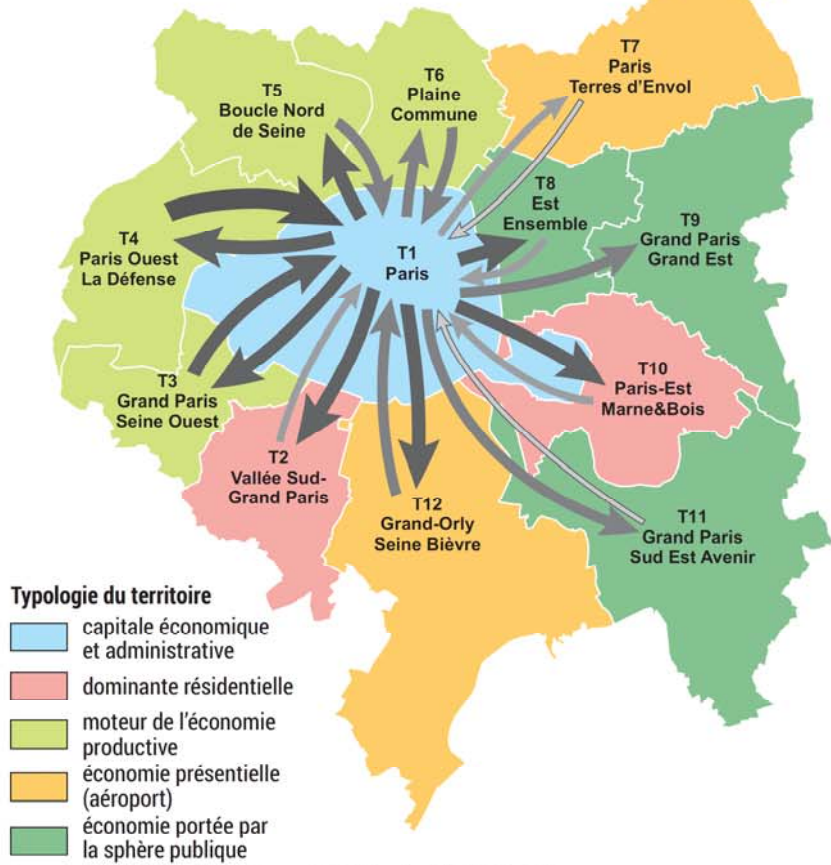 T7
Paris
Terres d'Envol
T5
Boucle Nord
de Seine
T6
Plaine
Commune
T8
Est
Ensemble
T9
Grand Paris
Grand Est
T4
Paris Ouest
La Défense
T1
Paris
T10
Paris-Est
Marne&Bois
T3
Grand Paris
Seine Ouest
T2
Vallée Sud-
Grand Paris
T12
Grand-Orly
Seine Bièvre
T11
Grand Paris
Sud Est Avenir
Typologie du territoire
capitale économique
et administrative
dominante résidentielle
moteur de l'économie
productive
économie présentielle
(aéroport)
économie portée par
la sphère publique